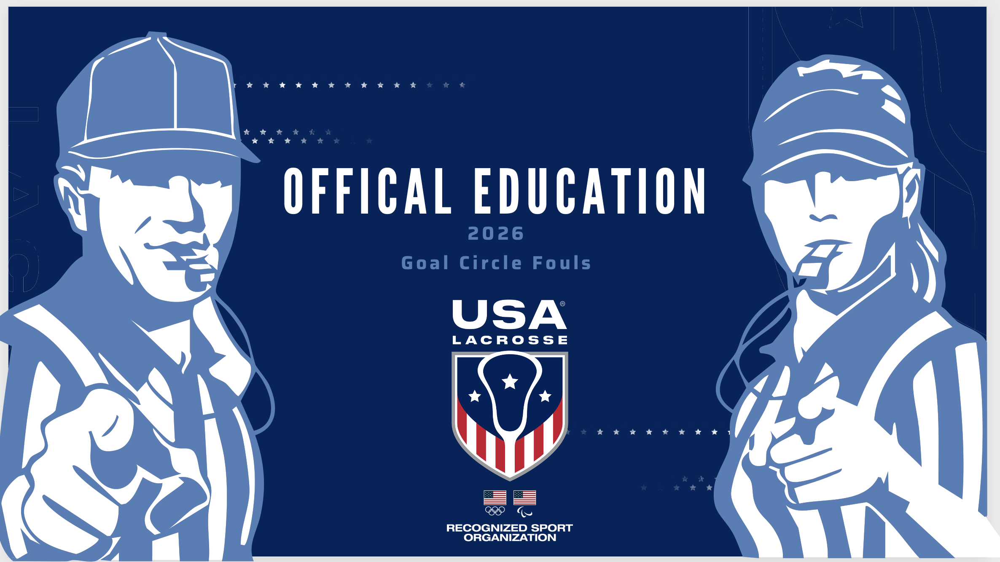 OFFICAL EDUCATION
2026
Goal Circle Fouls
USA®
LACROSSE
RECOGNIZED SPORT
ORGANIZATION